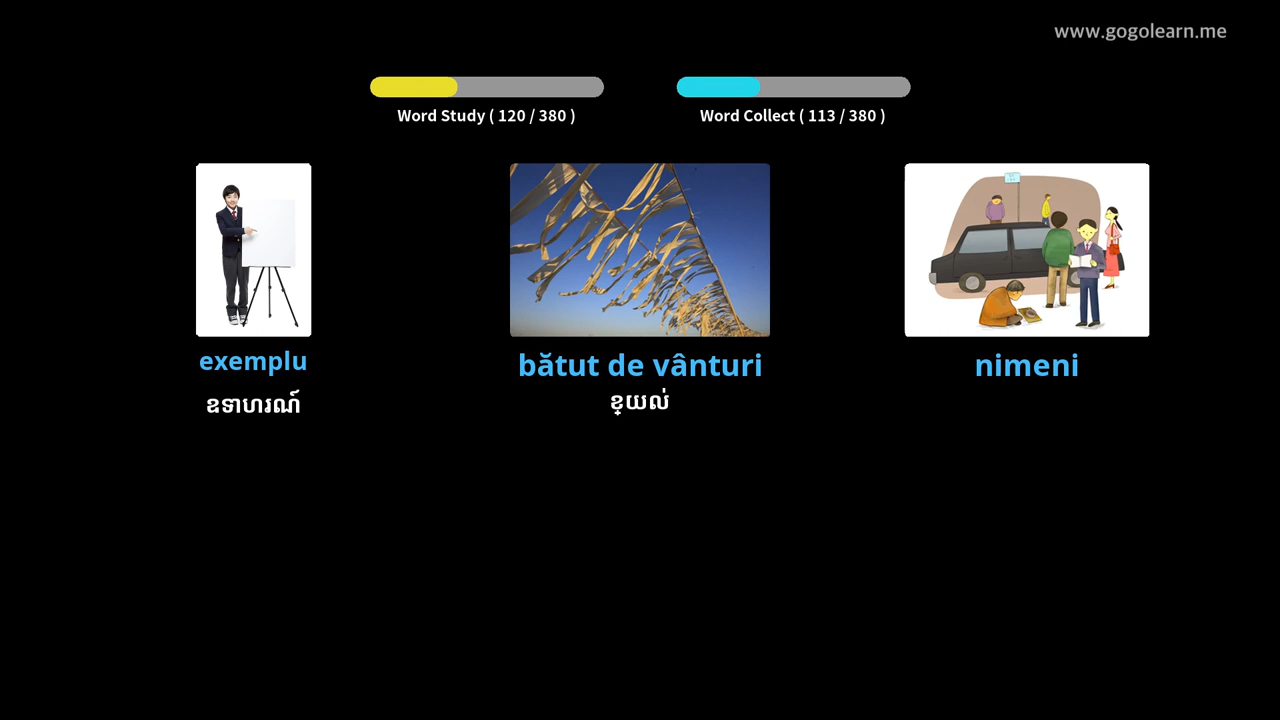 www.gogolearn.me
Word Study ( 120 / 380 )
Word Collect ( 113 / 380 )
exemplu
ឧទាហរណ៍
bătut de vânturi
ខ្យល់
nimeni